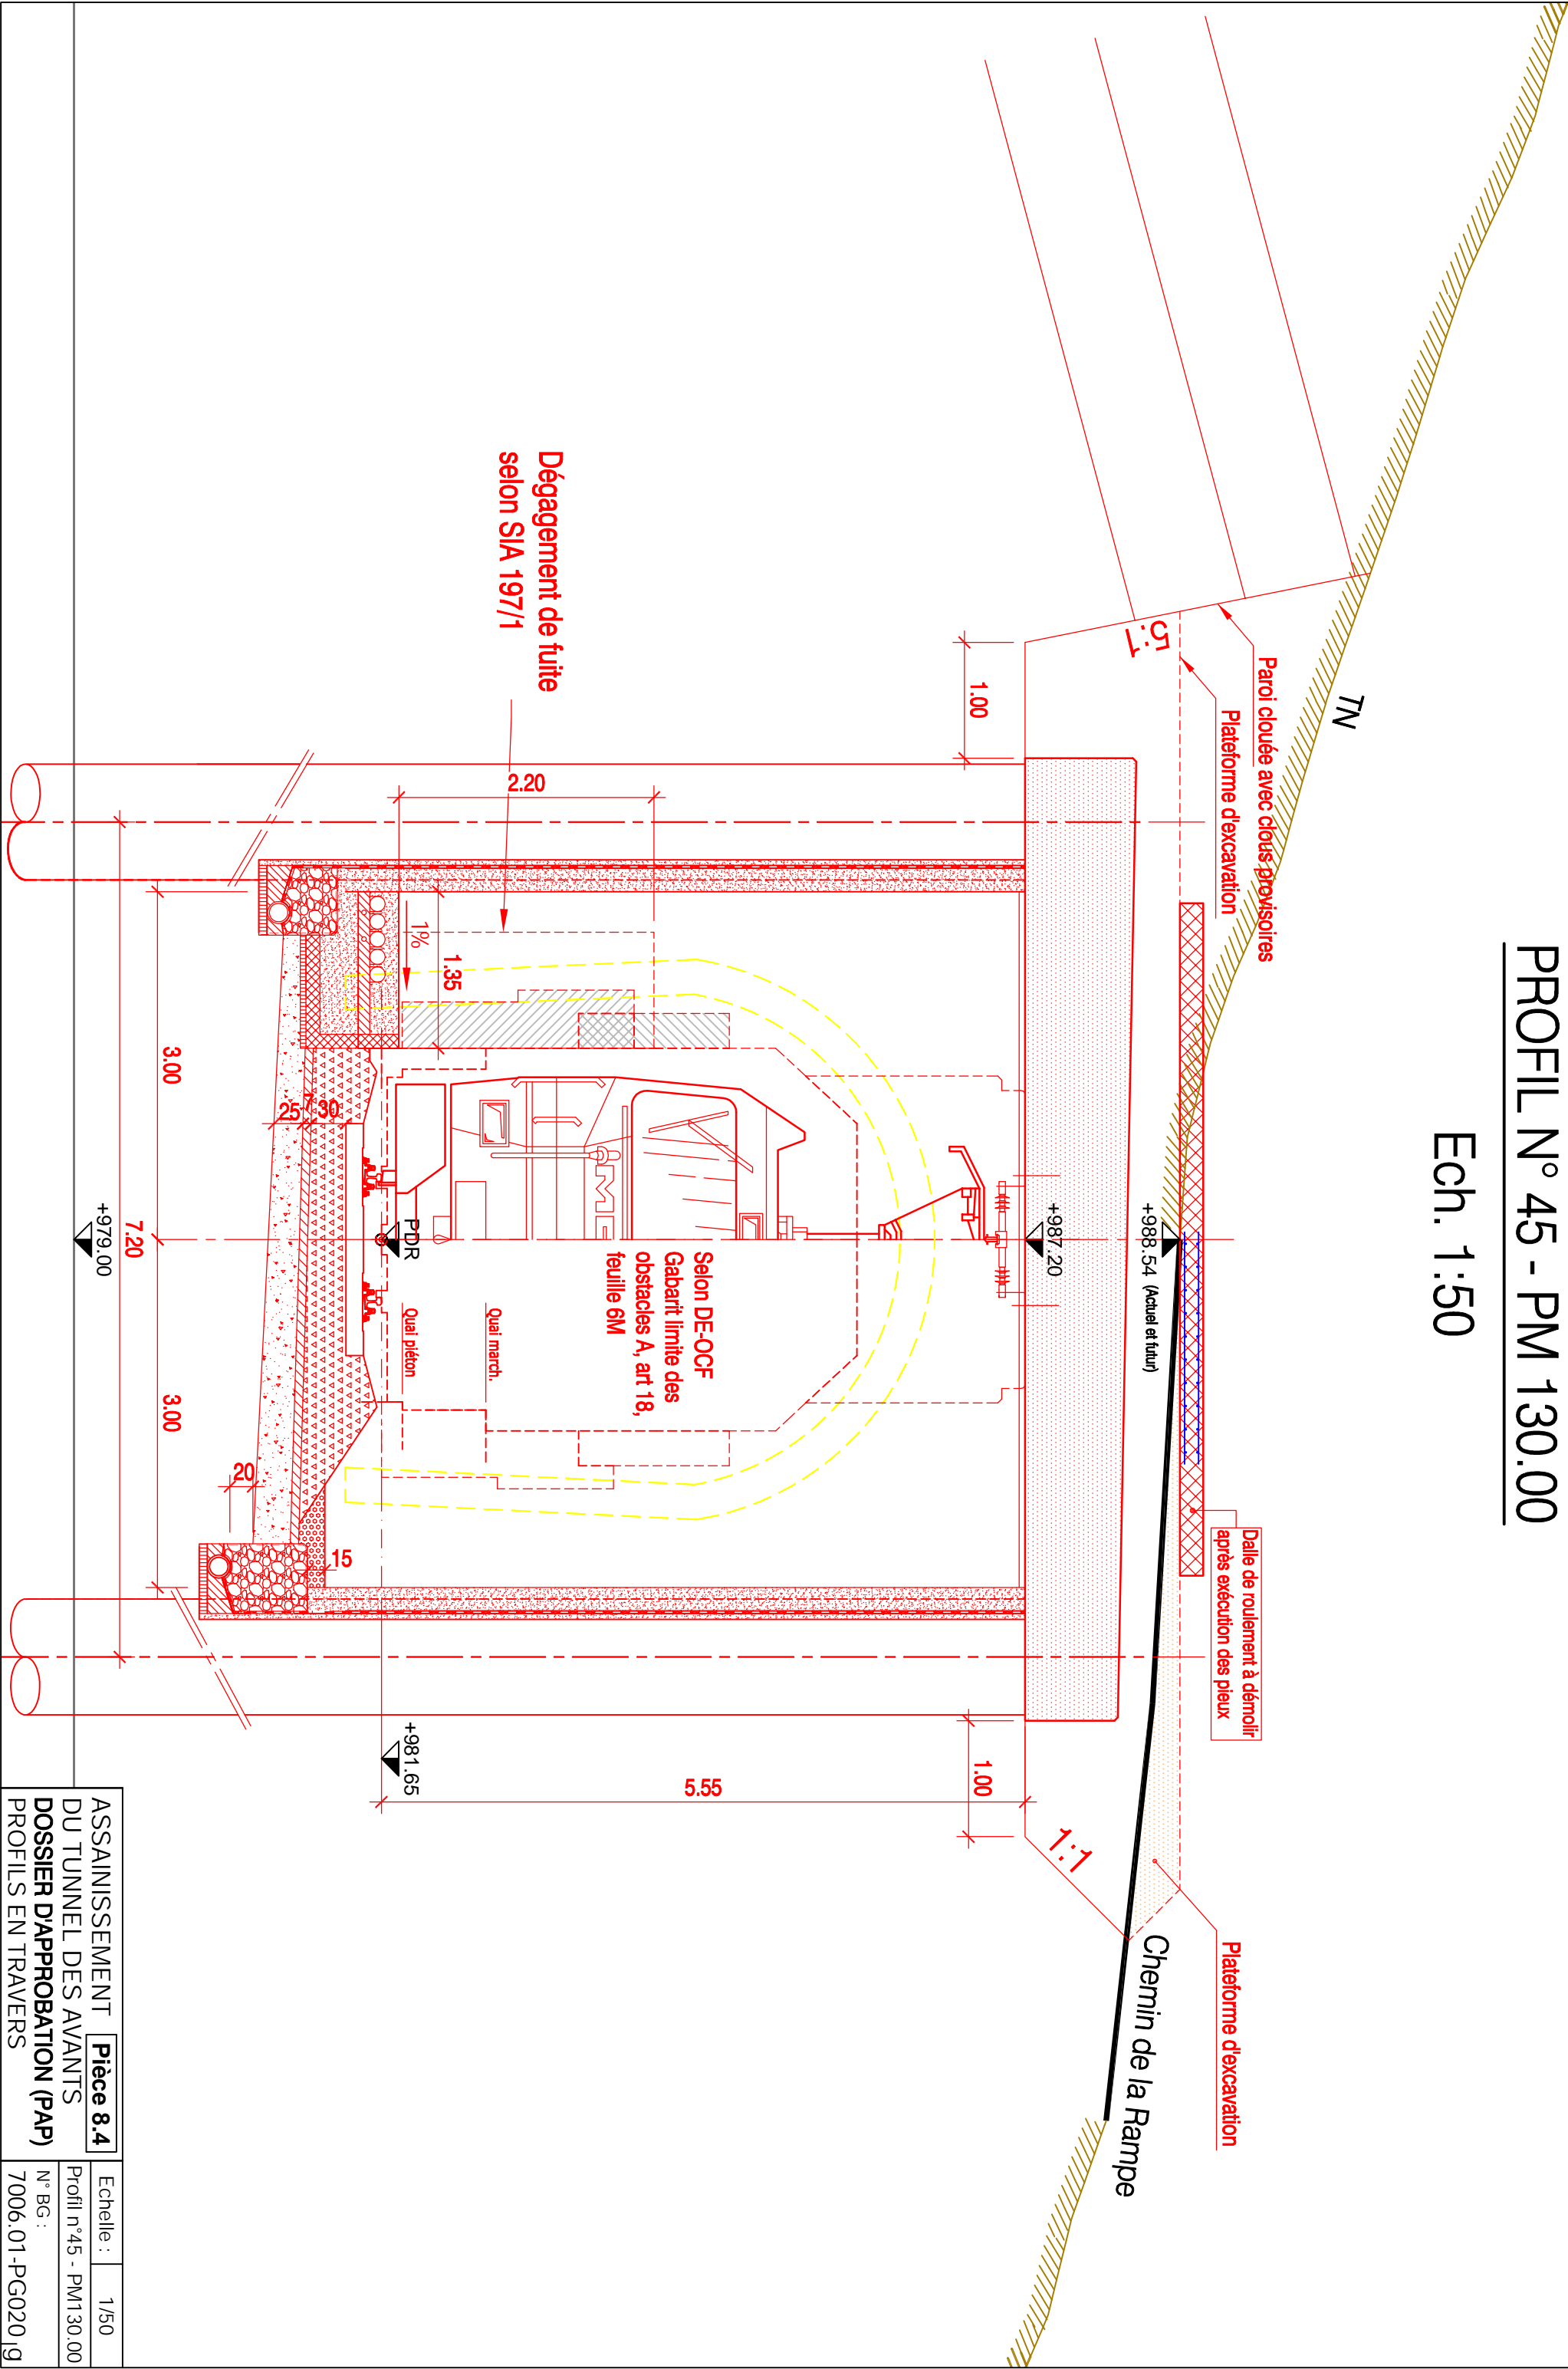 PROFIL N° 45 - PM 130.00
Ech. 1:50
TN
Paroi clouée avec clous provisoires
Plateforme d'excavation
5:1
1.00
Dalle de roulement à démolir
après exécution des pieux
Plateforme d'excavation
+988.54 (Actuel et futur)
+987.20
Chemin de la Rampe
1:1
1.00
Dégagement de fuite
selon SIA 197/1
2.20
1%
1.35
Selon DE-OCF
Gabarit limite des
obstacles A, art 18,
feuille 6M
Quai march.
Quai piéton
PDR
5.55
+981.65
25
7
30
15
20
3.00
3.00
7.20
+979.00
ASSAINISSEMENT
DU TUNNEL DES AVANTS
DOSSIER D'APPROBATION (PAP)
PROFILS EN TRAVERS
Pièce 8.4
Echelle : 1/50
Profil n°45 - PM130.00
N° BG :
7006.01-PG020